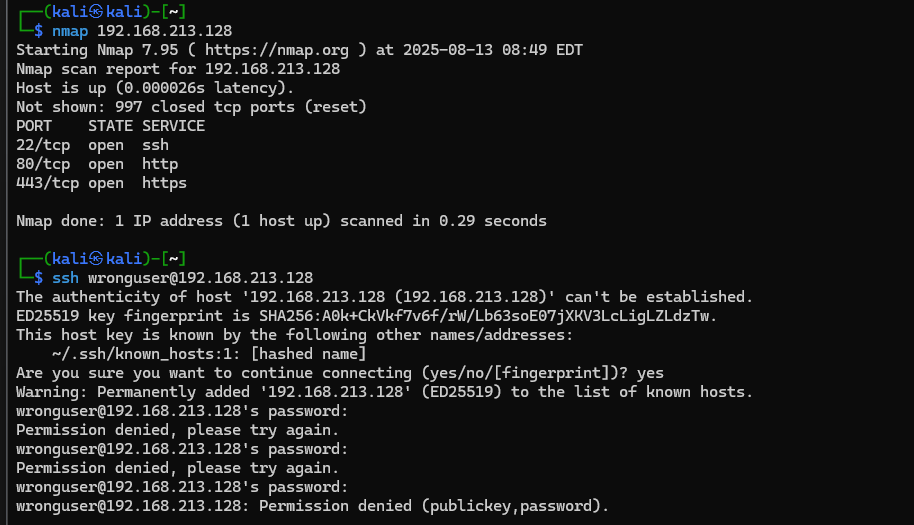 ┌──(kali㉿kali)-[~]
└─$ nmap 192.168.213.128
Starting Nmap 7.95 ( https://nmap.org ) at 2025-08-13 08:49 EDT
Nmap scan report for 192.168.213.128
Host is up (0.000026s latency).
Not shown: 997 closed tcp ports (reset)
PORT    STATE SERVICE
22/tcp  open  ssh
80/tcp  open  http
443/tcp open  https
Nmap done: 1 IP address (1 host up) scanned in 0.29 seconds
┌──(kali㉿kali)-[~]
└─$ ssh wronguser@192.168.213.128
The authenticity of host '192.168.213.128 (192.168.213.128)' can't be established.
ED25519 key fingerprint is SHA256:A0k+CkVkf7v6f/rW/Lb63soE07jXKV3LcLigLZLdzTw.
This host key is known by the following other names/addresses:
    ~/.ssh/known_hosts:1: [hashed name]
Are you sure you want to continue connecting (yes/no/[fingerprint])? yes
Warning: Permanently added '192.168.213.128' (ED25519) to the list of known hosts.
wronguser@192.168.213.128's password:
Permission denied, please try again.
wronguser@192.168.213.128's password:
Permission denied, please try again.
wronguser@192.168.213.128's password:
wronguser@192.168.213.128: Permission denied (publickey,password).